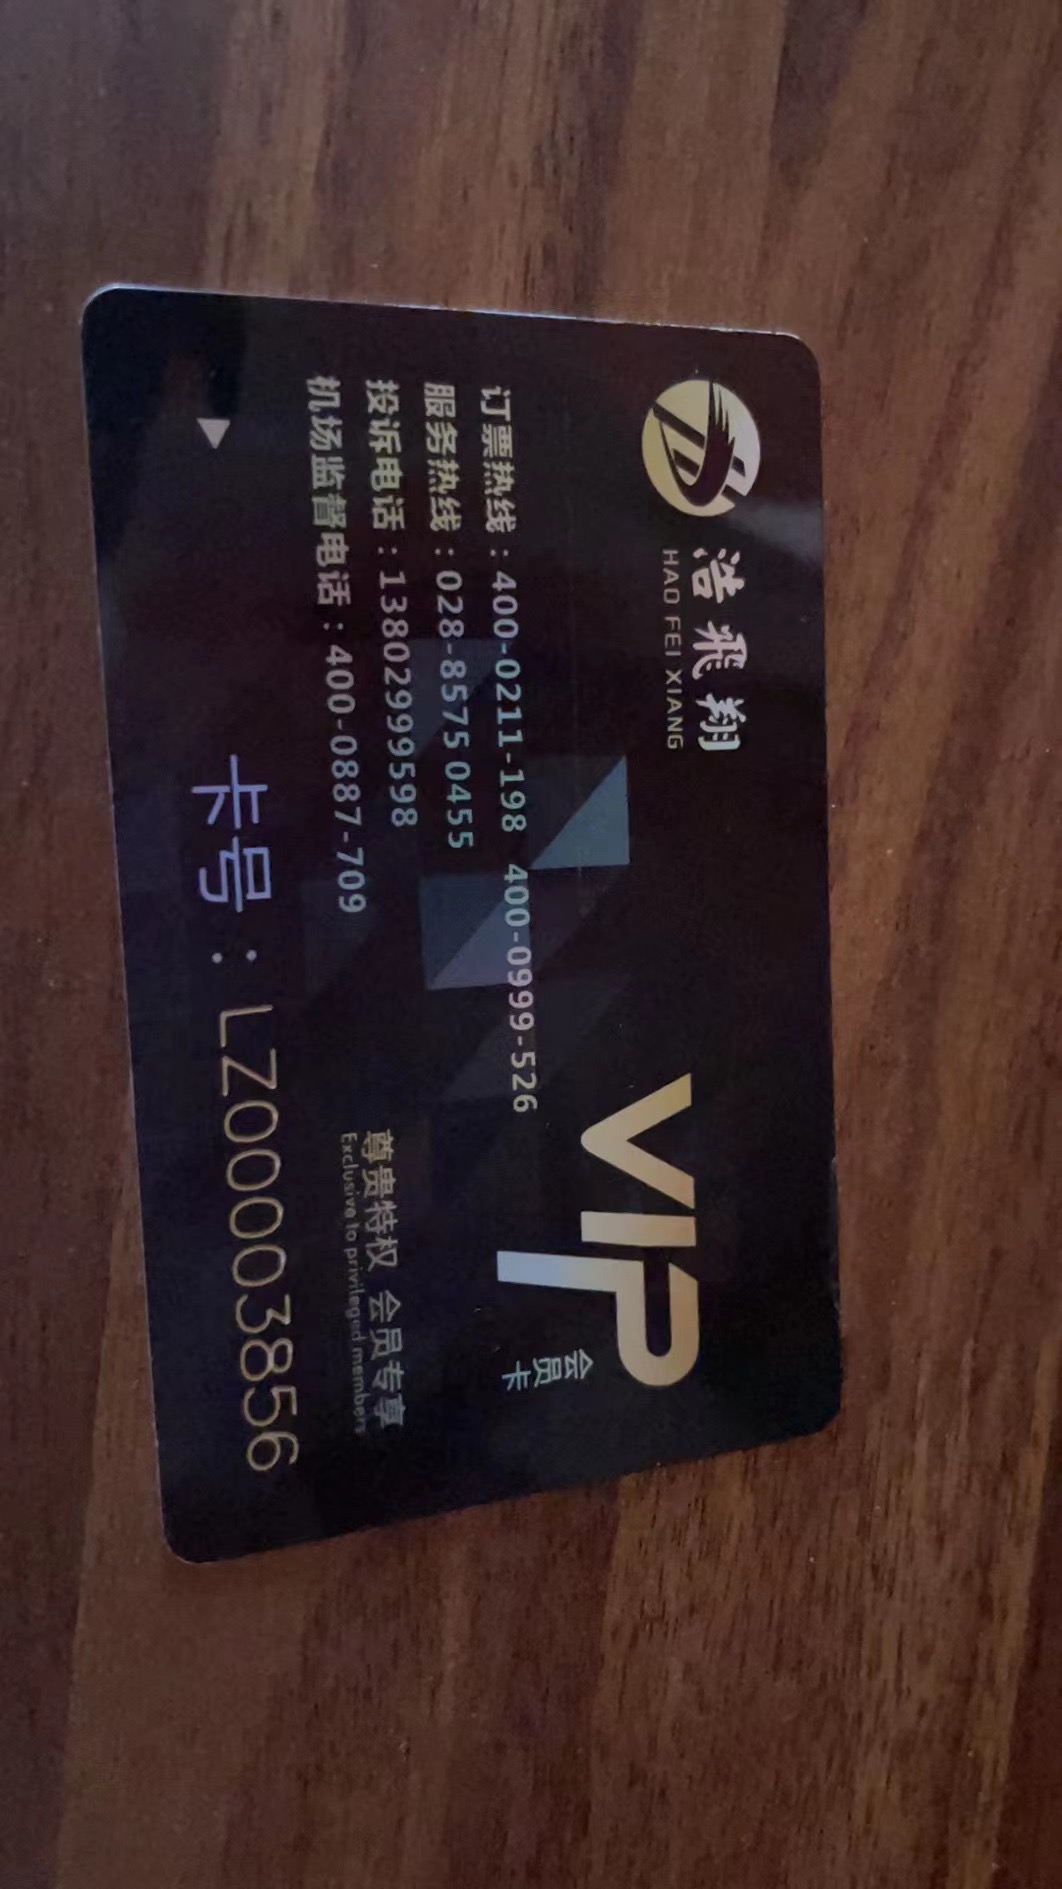 浩飛翔
HAO FEI XIANG
VIP
会员卡
订票热线：400-0211-198 400-0999-526
服务热线：028-85750455
投诉电话：13802999598
机场监督电话：400-0887-709
尊贵特权 会员专享
Exclusive to privileged members
卡号：LZ00003856